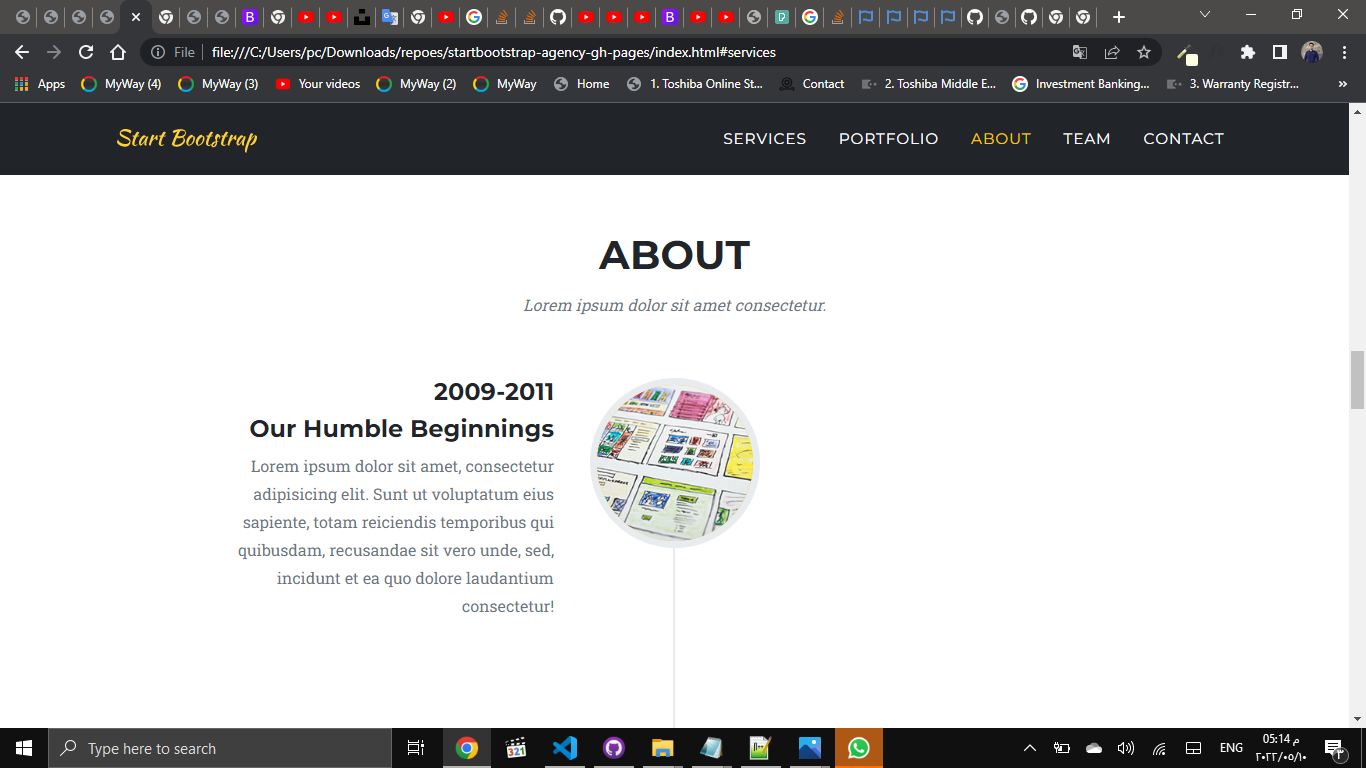 File
file:///C:/Users/pc/Downloads/repoes/startbootstrap-agency-gh-pages/index.html#services
Apps MyWay (4) MyWay (3) Your videos MyWay (2) MyWay Home 1. Toshiba Online St... Contact 2. Toshiba Middle E... Investment Banking... 3. Warranty Registr... »
Start Bootstrap SERVICES PORTFOLIO ABOUT TEAM CONTACT
ABOUT
Lorem ipsum dolor sit amet consectetur.
2009-2011
Our Humble Beginnings
Lorem ipsum dolor sit amet, consectetur
adipisicing elit. Sunt ut voluptatum eius
sapiente, totam reiciendis temporibus qui
quibusdam, recusandae sit vero unde, sed,
incidunt et ea quo dolore laudantium
consectetur!
Type here to search
321
ENG
05:14 م
٢٠٢٢/٠٥/١٠
٣